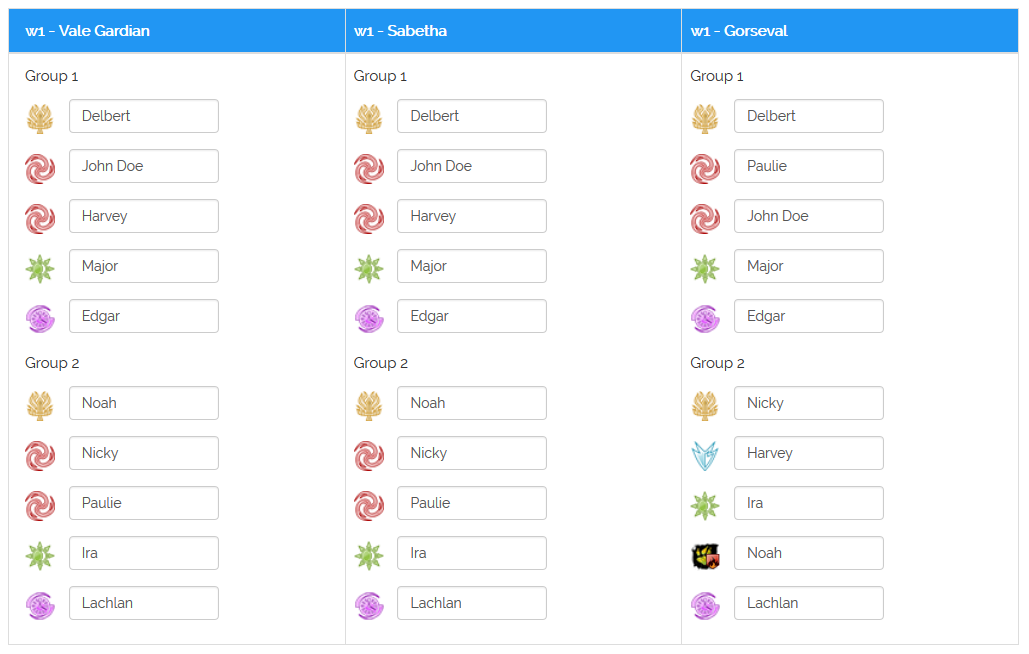 w1 - Vale Gardian
Group 1
Delbert
John Doe
Harvey
Major
Edgar
Group 2
Noah
Nicky
Paulie
Ira
Lachlan
w1 - Sabetha
Group 1
Delbert
John Doe
Harvey
Major
Edgar
Group 2
Noah
Nicky
Paulie
Ira
Lachlan
w1 - Gorseval
Group 1
Delbert
Paulie
John Doe
Major
Edgar
Group 2
Nicky
Harvey
Ira
Noah
Lachlan